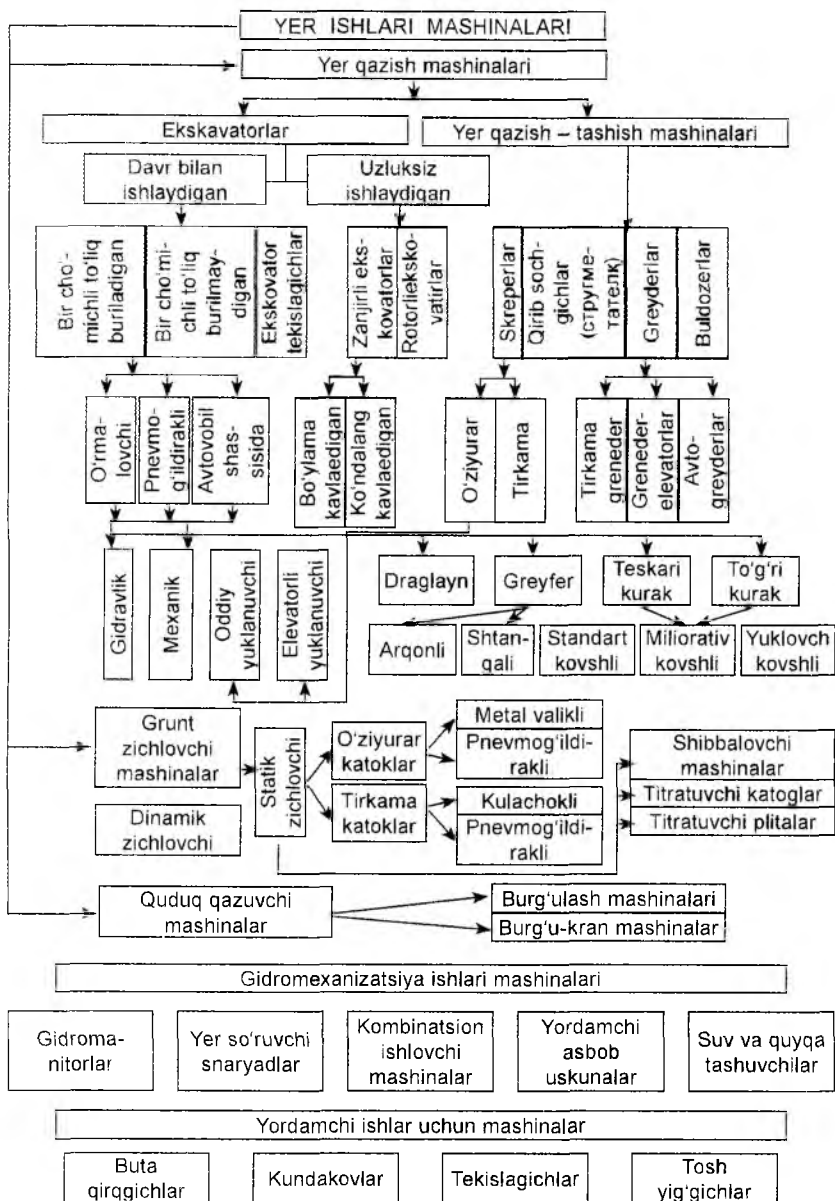 YER ISHLARI MASHINALARI
Yer qazish mashinalari
Ekskavatorlar
Yer qazish – tashish mashinalari
Davr bilan
ishlaydigan
Uzluksiz
ishlaydigan
Bir cho‘-
michli to‘liq
buriladigan
Bir cho‘mi-
chli to‘liq
burilmay-
digan
Ekskovator
tekislagichlar
Zanjirli eks-
kovatorlar
Rotorliekско-
vatirlar
Skreperlar
Qirib soch-
gichlar
(стругме-
тателк)
Greyderlar
Buldozerlar
O‘rma-
lovchi
Pnevmo-
g‘ildirakli
Avtovobil
shas-
sisida
Bo‘ylama
kavlaedigan
Ko‘ndalang
kavlaedigan
O‘ziyurar
Tirkama
Tirkama
greneder
Greneder-
elevatorlar
Avto-
greyderlar
Gidravlik
Mexanik
Oddiy
yuklanuvchi
Elevatorli
yuklanuvchi
Draglayn
Greyfer
Teskari
kurak
To‘g‘ri
kurak
Arqonli
Shtan-
gali
Standart
kovshli
Miliorativ
kovshli
Yuklovch
kovshli
Grunt
zichlovchi
mashinalar
Dinamik
zichlovchi
Statik
zichlovchi
O‘ziyurar
katoklar
Tirkama
katoklar
Metal valikli
Pnevmog‘ildi-
rakli
Kulachokli
Pnevmog‘ildi-
rakli
Shibbalovchi
mashinalar
Titratuvchi katoglar
Titratuvchi plitalar
Quduq qazuvchi
mashinalar
Burg‘ulash mashinalari
Burg‘u-kran mashinalar
Gidromexanizatsiya ishlari mashinalari
Gidroma-
nitorlar
Yer so‘ruvchi
snaryadlar
Kombinatsion
ishlovchi
mashinalar
Yordamchi
asbob
uskunalar
Suv va quyqa
tashuvchilar
Yordamchi ishlar uchun mashinalar
Buta
qirqgichlar
Kundakovlar
Tekislagichlar
Tosh
yig‘gichlar